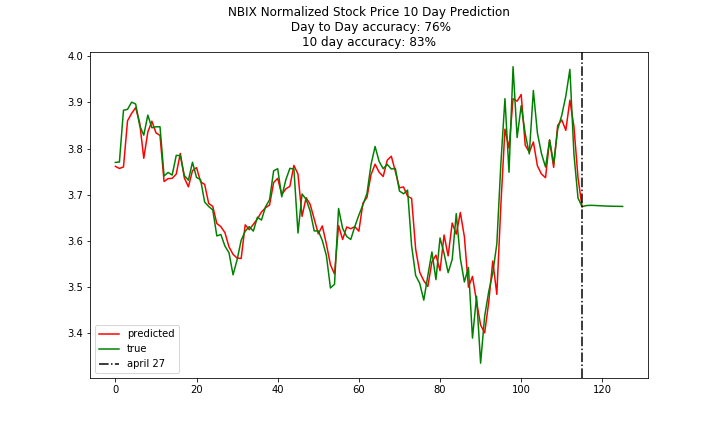 NBIX Normalized Stock Price 10 Day Prediction
Day to Day accuracy: 76%
10 day accuracy: 83%
4.0
3.9
3.8
3.7
3.6
3.5
3.4
predicted
true
april 27
0 20 40 60 80 100 120